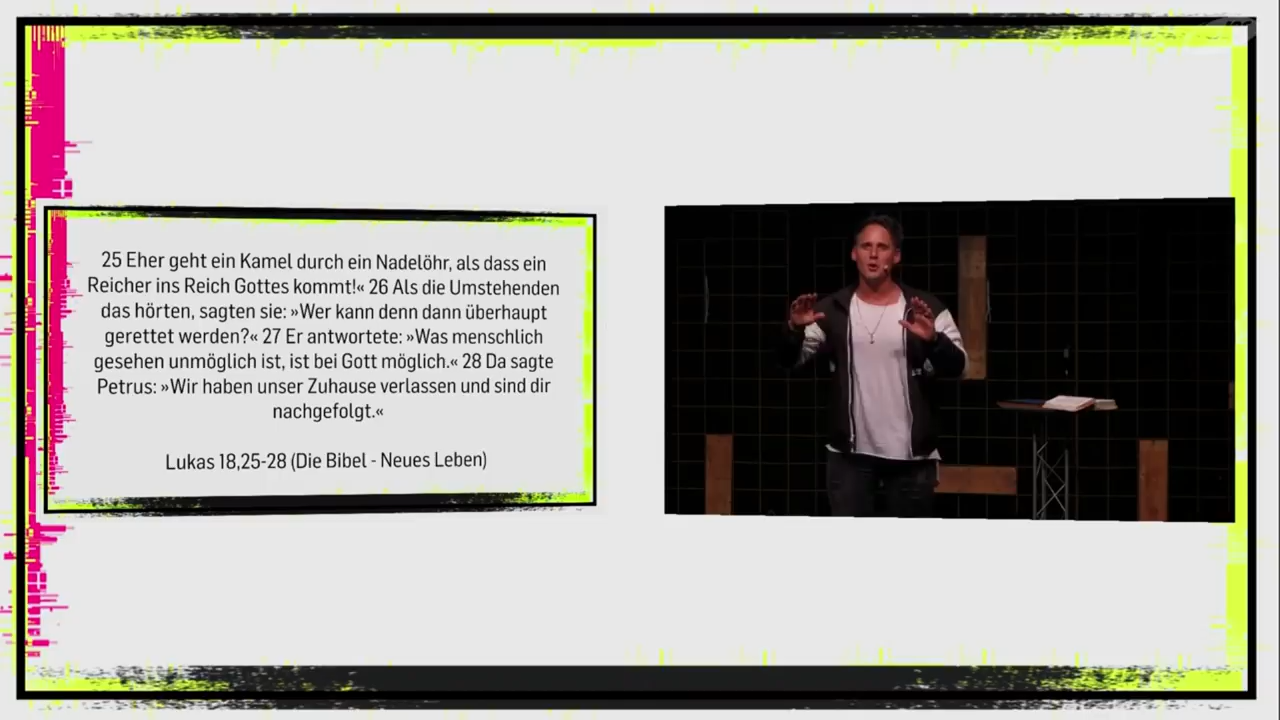 25 Eher geht ein Kamel durch ein Nadelöhr, als dass ein
Reicher ins Reich Gottes kommt!« 26 Als die Umstehenden
das hörten, sagten sie: »Wer kann denn dann überhaupt
gerettet werden?« 27 Er antwortete: »Was menschlich
gesehen unmöglich ist, ist bei Gott möglich.« 28 Da sagte
Petrus: »Wir haben unser Zuhause verlassen und sind dir
nachgefolgt.«
Lukas 18,25-28 (Die Bibel - Neues Leben)